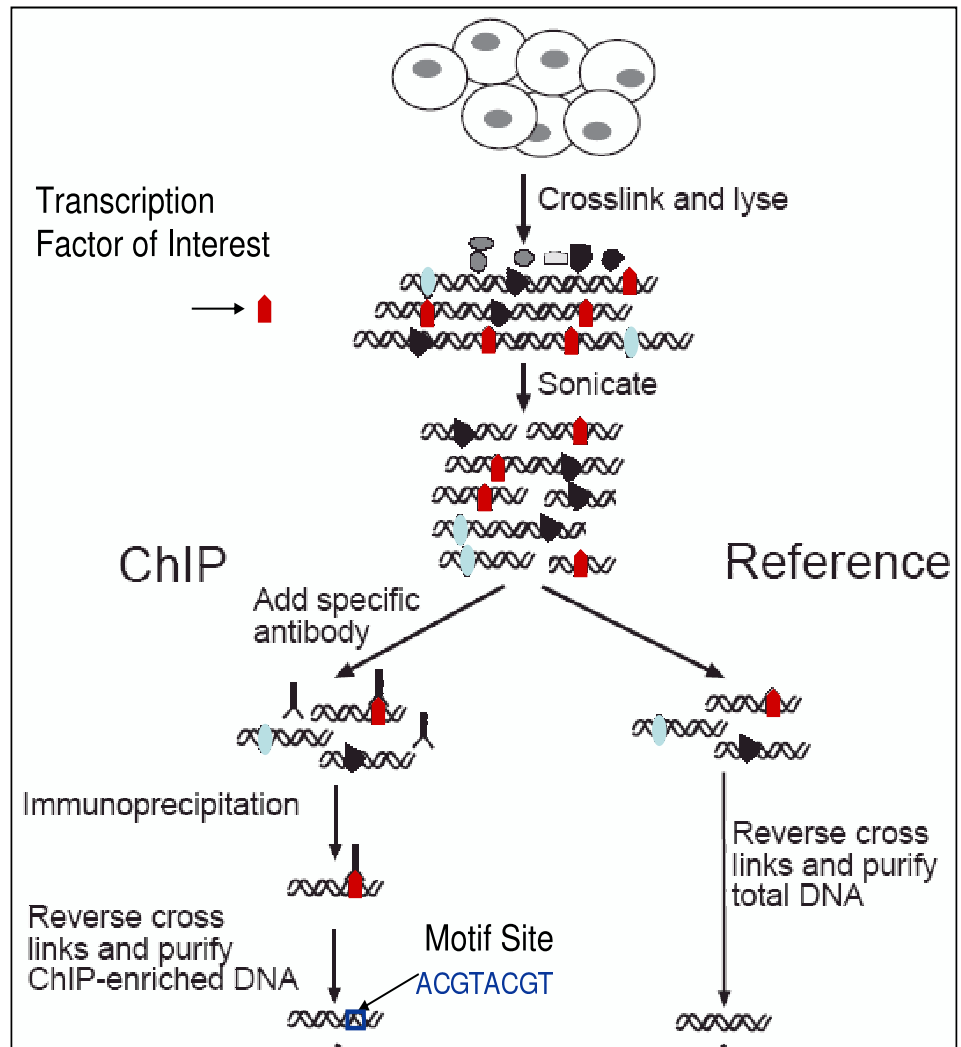 Crosslink and lyse
Transcription
Factor of Interest
Sonicate
ChIP
Reference
Add specific
antibody
Immunoprecipitation
Reverse cross
links and purify
total DNA
Reverse cross
links and purify
ChIP-enriched DNA
Motif Site
ACGTACGT